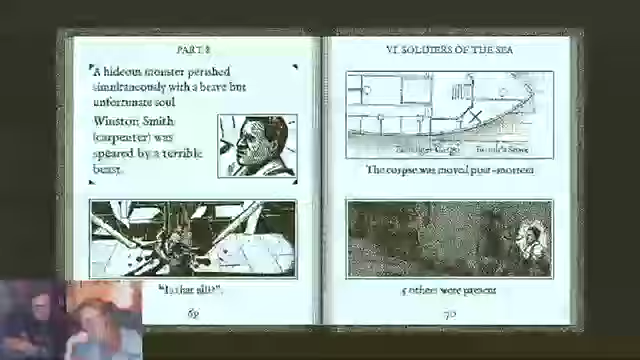 PART 8
A hideous monster perished
simultaneously with a brave but
unfortunate soul
Winston Smith
(carpenter) was
speared by a terrible
beast.
"Is that all?".
69
VI SOLDIERS OF THE SEA
The corpse was moved post-mortem
5 others were present
70